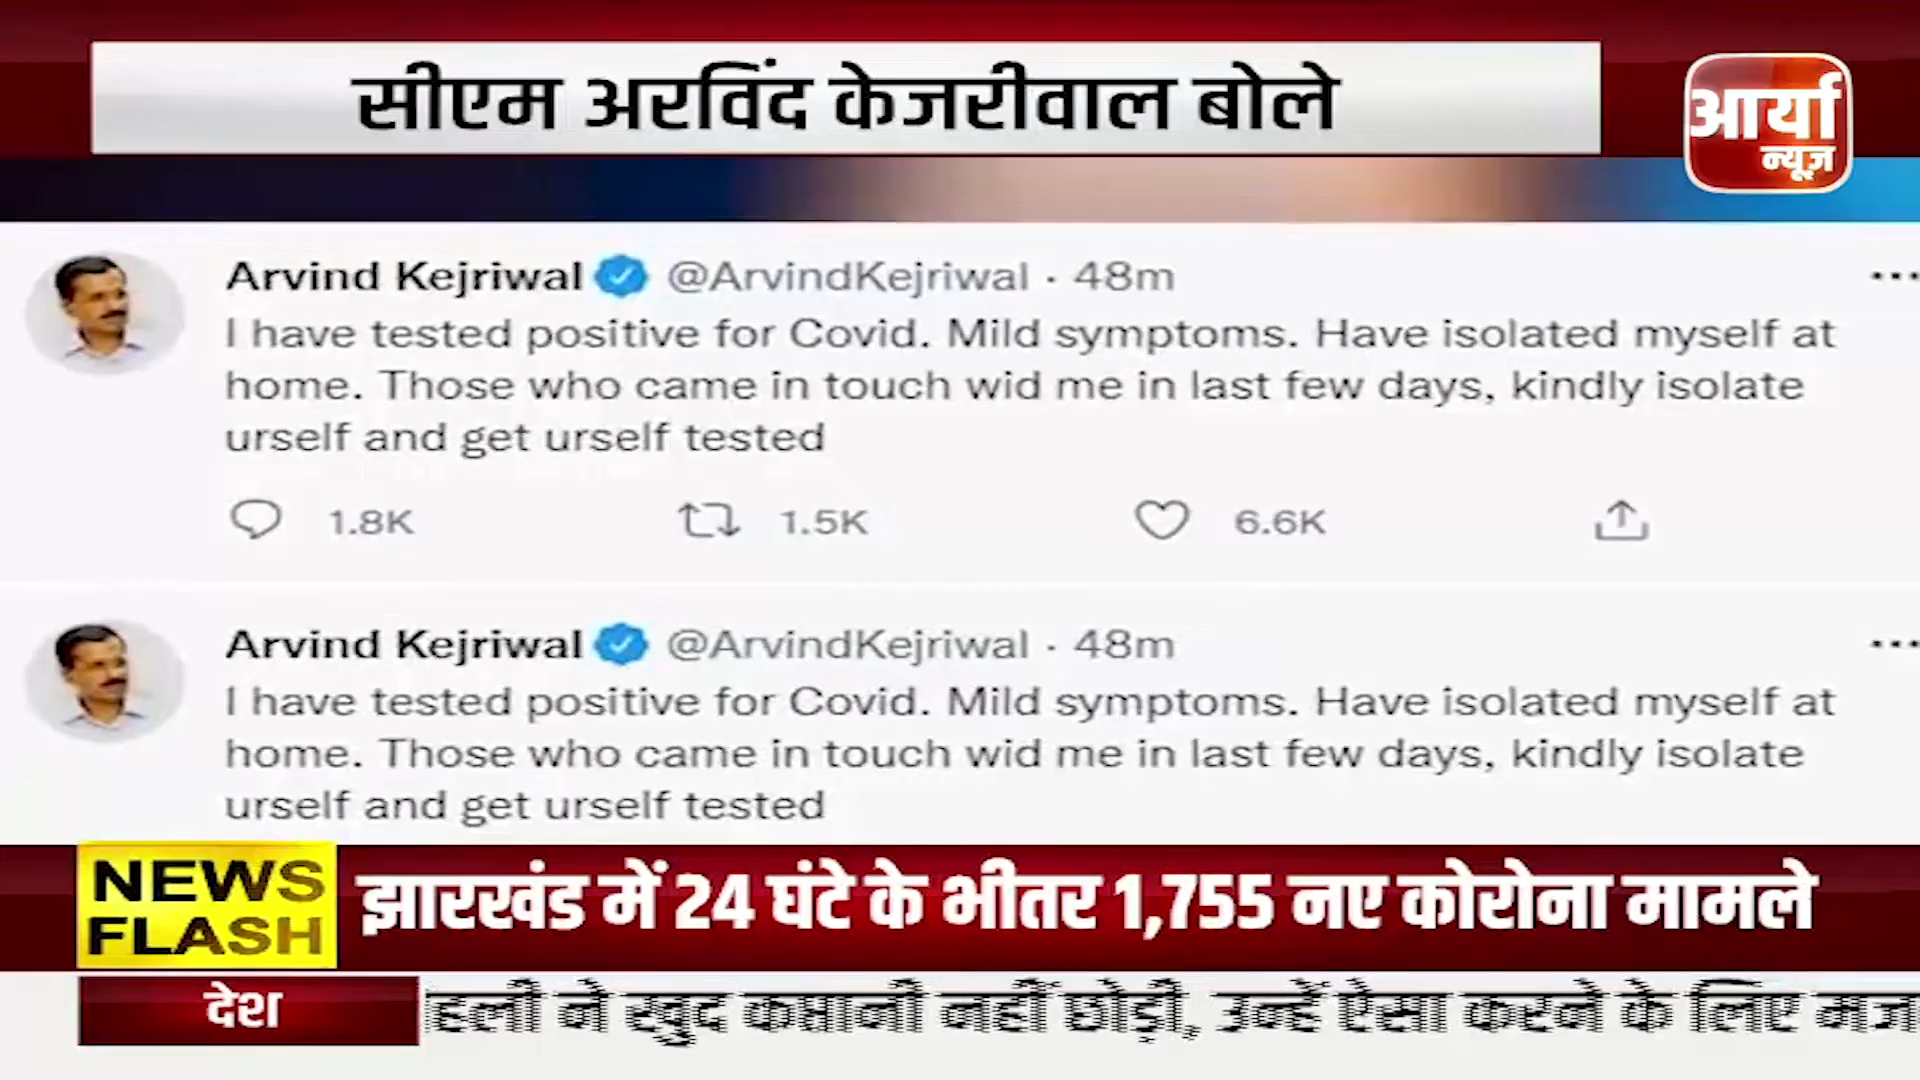 सीएम अरविंद केजरीवाल बोले
आर्या
न्यूज़
Arvind Kejriwal @ArvindKejriwal · 48m
I have tested positive for Covid. Mild symptoms. Have isolated myself at
home. Those who came in touch wid me in last few days, kindly isolate
urself and get urself tested
1.8K 1.5K 6.6K
Arvind Kejriwal @ArvindKejriwal · 48m
I have tested positive for Covid. Mild symptoms. Have isolated myself at
home. Those who came in touch wid me in last few days, kindly isolate
urself and get urself tested
NEWS
FLASH
झारखंड में 24 घंटे के भीतर 1,755 नए कोरोना मामले
देश
ने खुद कप्तानी नहीं छोड़ी, उन्हें ऐसा करने के लिए